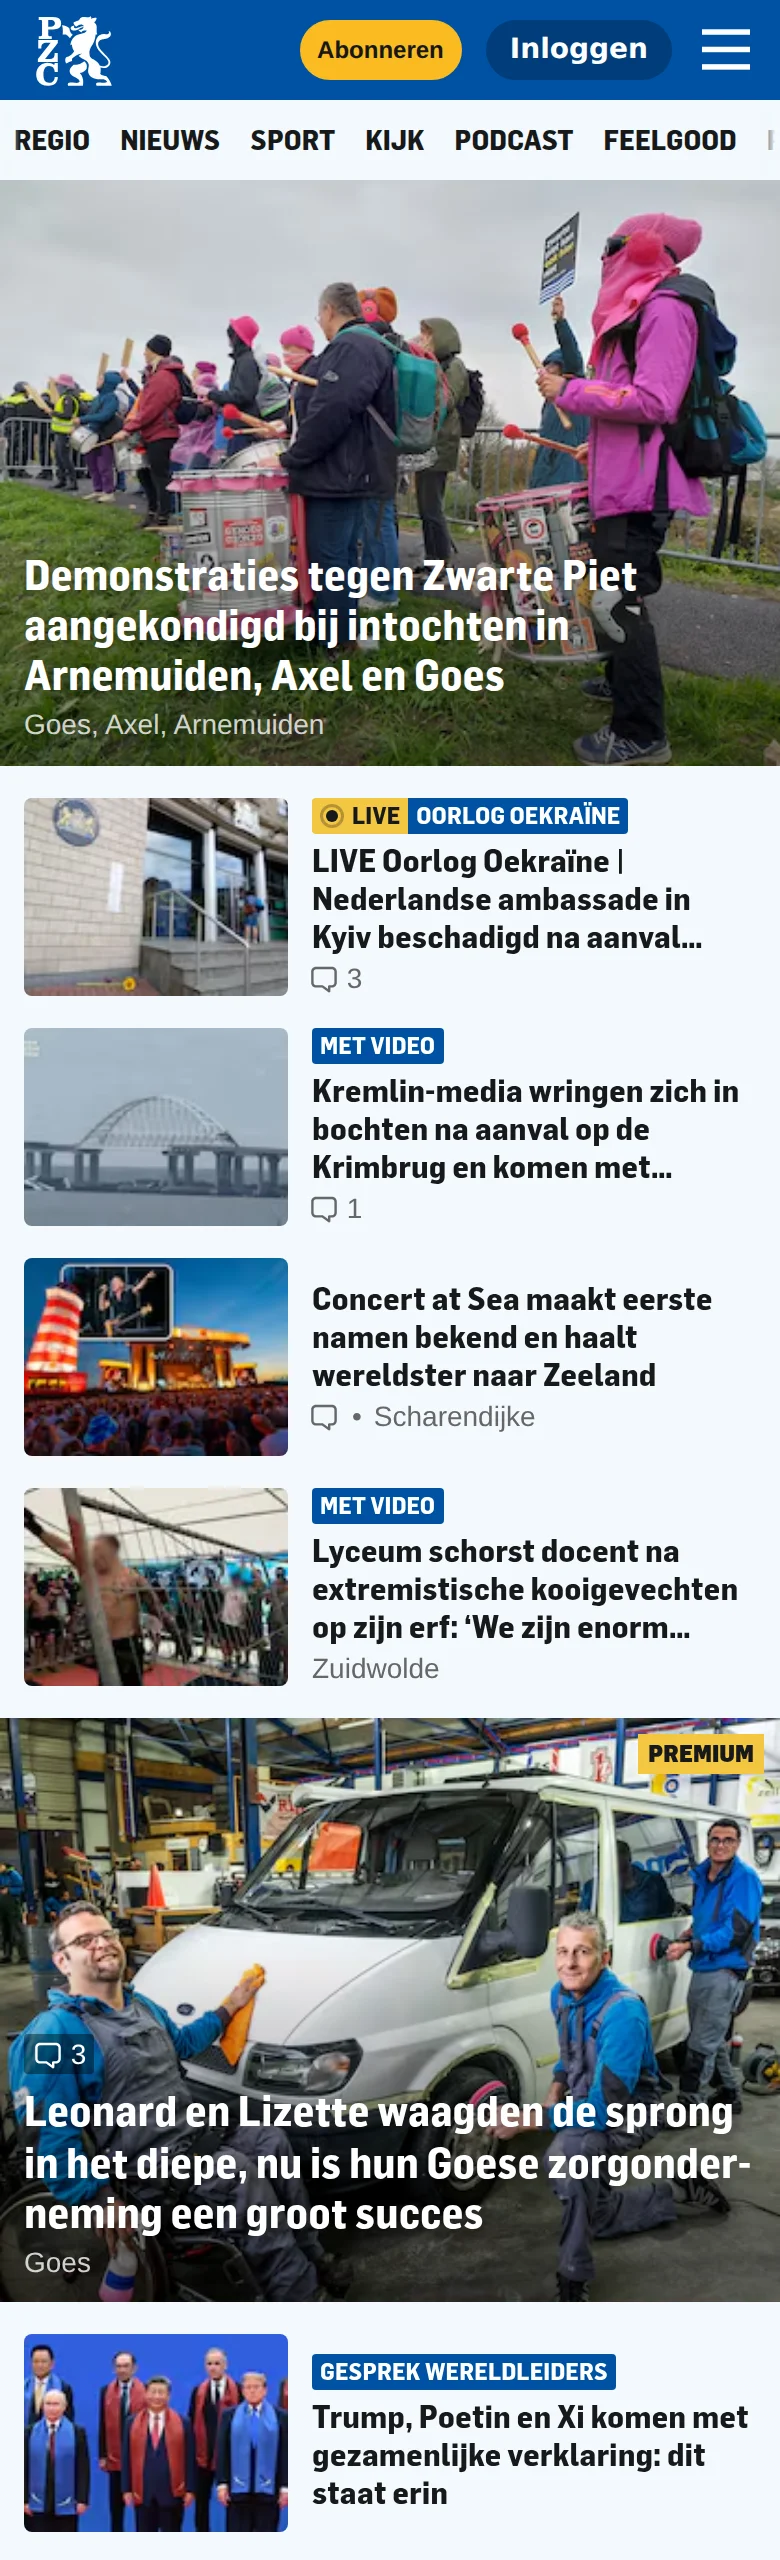 PZC
Abonneren
Inloggen
REGIO NIEUWS SPORT KIJK PODCAST FEELGOOD
Demonstraties tegen Zwarte Piet
aangekondigd bij intochten in
Arnemuiden, Axel en Goes
Goes, Axel, Arnemuiden
LIVE OORLOG OEKRAÏNE
LIVE Oorlog Oekraïne |
Nederlandse ambassade in
Kyiv beschadigd na aanval...
3
MET VIDEO
Kremlin-media wringen zich in
bochten na aanval op de
Krimbrug en komen met...
1
Concert at Sea maakt eerste
namen bekend en haalt
wereldster naar Zeeland
• Scharendijke
MET VIDEO
Lyceum schorst docent na
extremistische kooigevechten
op zijn erf: ‘We zijn enorm...
Zuidwolde
PREMIUM
3
Leonard en Lizette waagden de sprong
in het diepe, nu is hun Goese zorgonder-
neming een groot succes
Goes
GESPREK WERELDLEIDERS
Trump, Poetin en Xi komen met
gezamenlijke verklaring: dit
staat erin